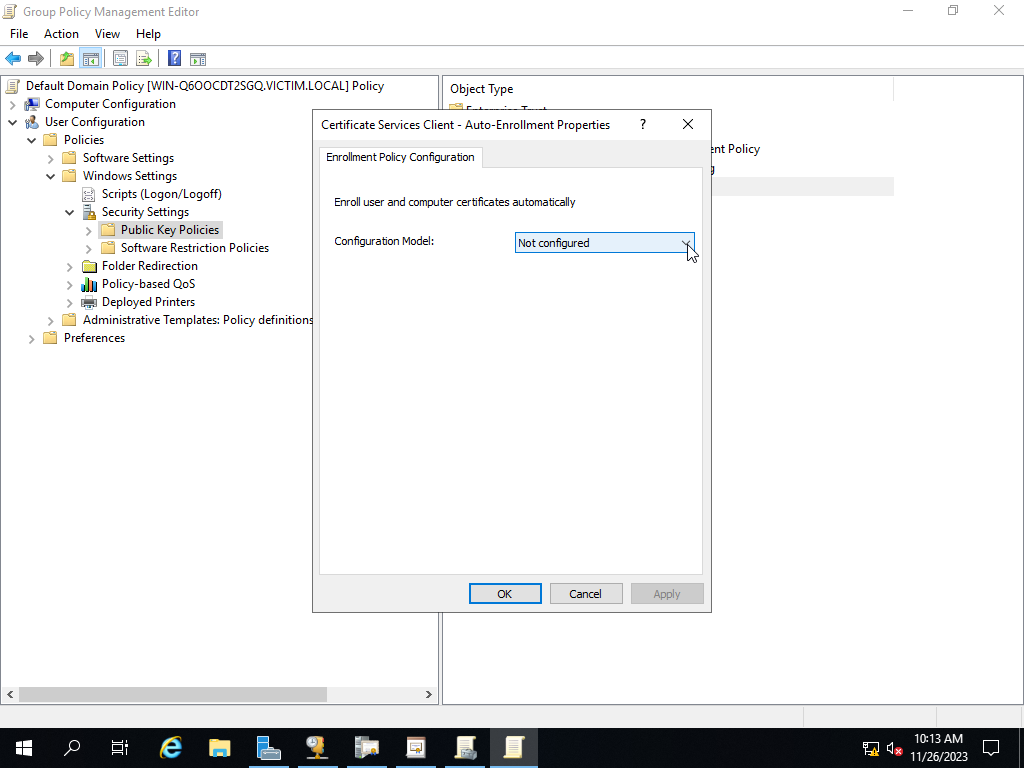 Group Policy Management Editor
File Action View Help
Default Domain Policy [WIN-Q6OOCDT2SGQ.VICTIM.LOCAL] Policy
Computer Configuration
User Configuration
Policies
Software Settings
Windows Settings
Scripts (Logon/Logoff)
Security Settings
Public Key Policies
Software Restriction Policies
Folder Redirection
Policy-based QoS
Deployed Printers
Administrative Templates: Policy definitions
Preferences
Object Type
ent Policy
g
Certificate Services Client - Auto-Enrollment Properties
?
Enrollment Policy Configuration
Enroll user and computer certificates automatically
Configuration Model:
Not configured
OK Cancel Apply
10:13 AM
11/26/2023